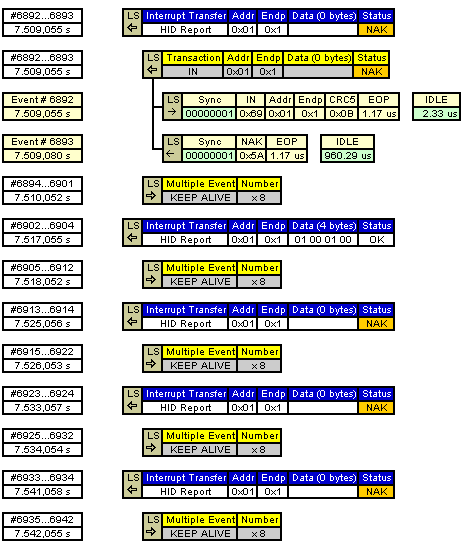 #6892...6893 LS Interrupt Transfer Addr Endp Data (0 bytes) Status
7.509,055 s HID Report 0x01 0x1 NAK
#6892...6893 LS Transaction Addr Endp Data (0 bytes) Status
7.509,055 s IN 0x01 0x1 NAK
Event # 6892 LS Sync IN Addr Endp CRC5 EOP IDLE
7.509,055 s 00000001 0x69 0x01 0x1 0x0B 1.17 us 2.33 us
Event # 6893 LS Sync NAK EOP IDLE
7.509,080 s 00000001 0x5A 1.17 us 960.29 us
#6894...6901 LS Multiple Event Number
7.510,052 s KEEP ALIVE x 8
#6902...6904 LS Interrupt Transfer Addr Endp Data (4 bytes) Status
7.517,055 s HID Report 0x01 0x1 01 00 01 00 OK
#6905...6912 LS Multiple Event Number
7.518,052 s KEEP ALIVE x 8
#6913...6914 LS Interrupt Transfer Addr Endp Data (0 bytes) Status
7.525,056 s HID Report 0x01 0x1 NAK
#6915...6922 LS Multiple Event Number
7.526,053 s KEEP ALIVE x 8
#6923...6924 LS Interrupt Transfer Addr Endp Data (0 bytes) Status
7.533,057 s HID Report 0x01 0x1 NAK
#6925...6932 LS Multiple Event Number
7.534,054 s KEEP ALIVE x 8
#6933...6934 LS Interrupt Transfer Addr Endp Data (0 bytes) Status
7.541,058 s HID Report 0x01 0x1 NAK
#6935...6942 LS Multiple Event Number
7.542,055 s KEEP ALIVE x 8